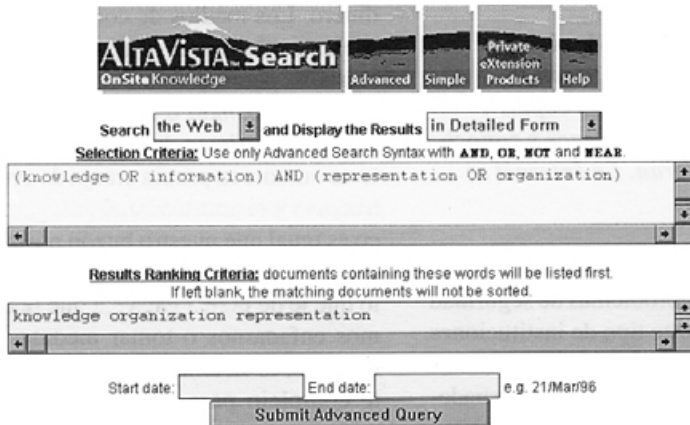 ALTAVISTA™ Search
OnSite Knowledge
Advanced
Simple
Private
eXtension
Products
Help
Search the Web and Display the Results in Detailed Form
Selection Criteria: Use only Advanced Search Syntax with AND, OR, NOT and NEAR.
(knowledge OR information) AND (representation OR organization)
Results Ranking Criteria: documents containing these words will be listed first.
If left blank, the matching documents will not be sorted.
knowledge organization representation
Start date: End date: e.g. 21/Mar/96
Submit Advanced Query